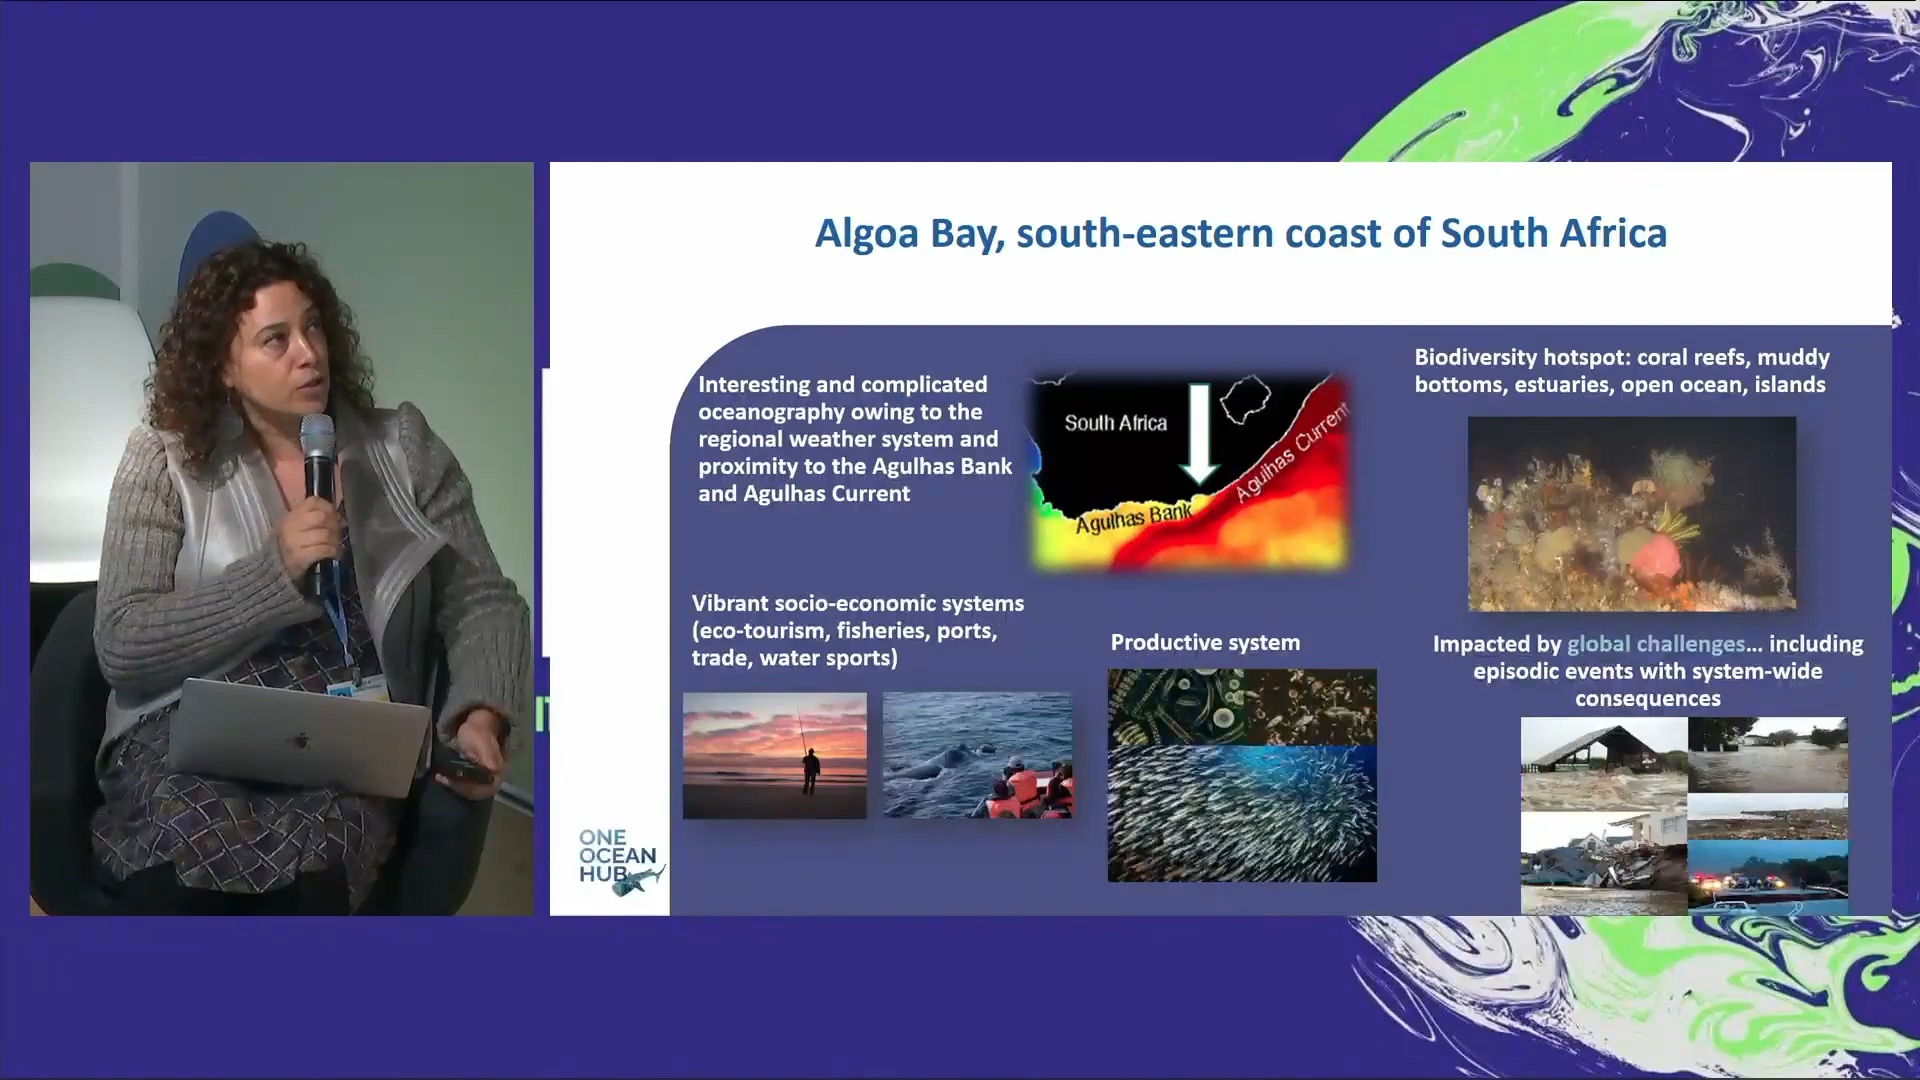 Algoa Bay, south-eastern coast of South Africa
Interesting and complicated
oceanography owing to the
regional weather system and
proximity to the Agulhas Bank
and Agulhas Current
South Africa
Agulhas Current
Agulhas Bank
Biodiversity hotspot: coral reefs, muddy
bottoms, estuaries, open ocean, islands
Vibrant socio-economic systems
(eco-tourism, fisheries, ports,
trade, water sports)
Productive system
Impacted by global challenges... including
episodic events with system-wide
consequences
ONE
OCEAN
HUB